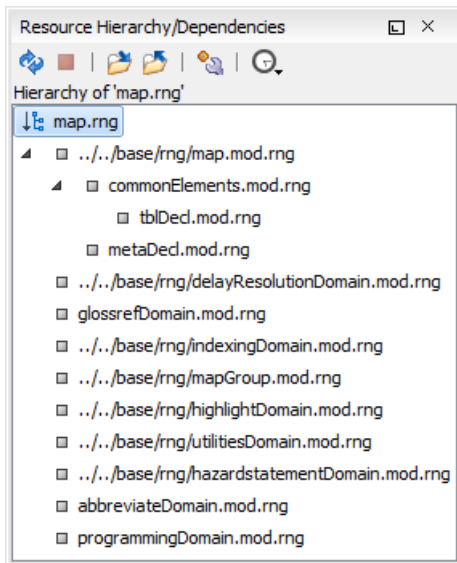 Resource Hierarchy/Dependencies
Hierarchy of 'map.rng'
map.rng
../../base/rng/map.mod.rng
commonElements.mod.rng
tblDecl.mod.rng
metaDecl.mod.rng
../../base/rng/delayResolutionDomain.mod.rng
glossrefDomain.mod.rng
../../base/rng/indexingDomain.mod.rng
../../base/rng/mapGroup.mod.rng
../../base/rng/highlightDomain.mod.rng
../../base/rng/utilitiesDomain.mod.rng
../../base/rng/hazardstatementDomain.mod.rng
abbreviateDomain.mod.rng
programmingDomain.mod.rng